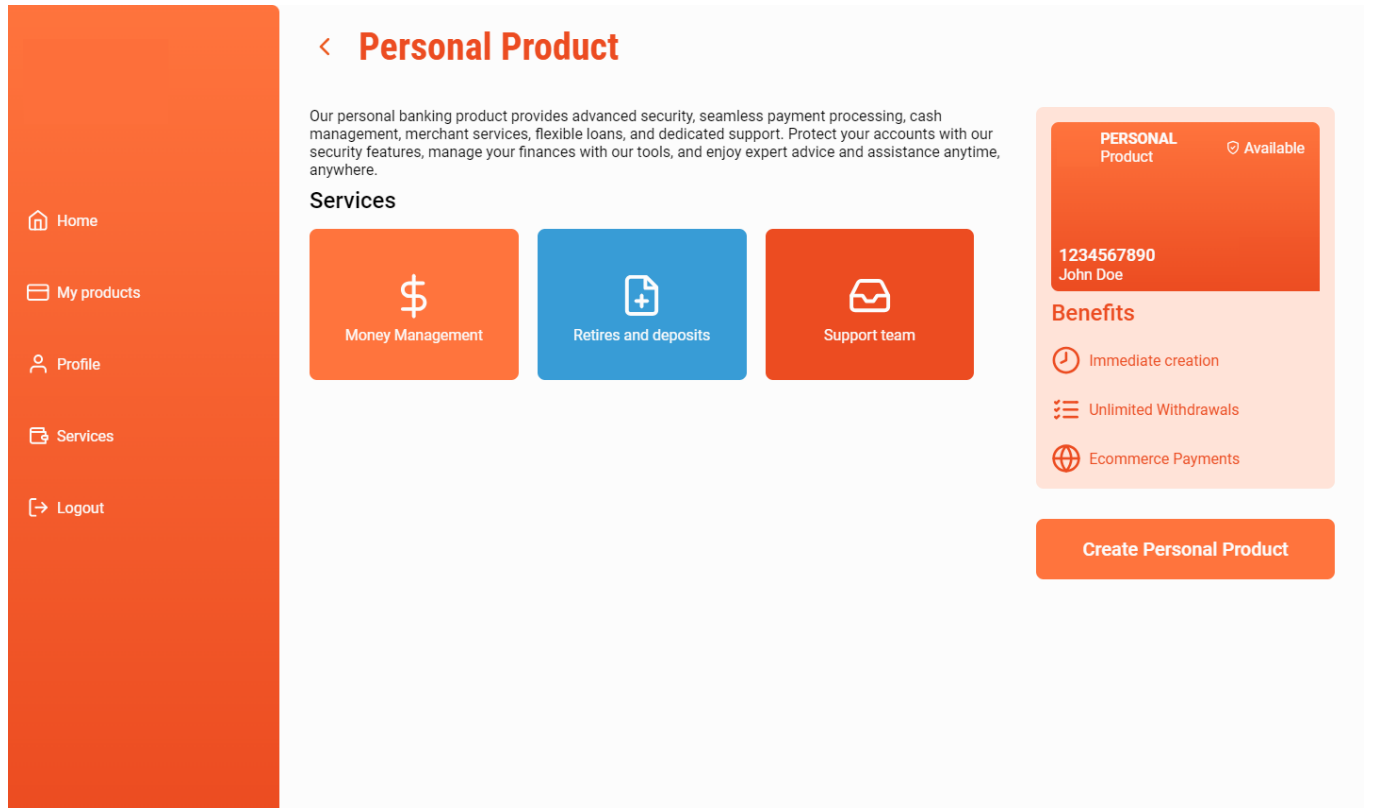 Personal Product
Home
My products
Profile
Services
Logout
Our personal banking product provides advanced security, seamless payment processing, cash
management, merchant services, flexible loans, and dedicated support. Protect your accounts with our
security features, manage your finances with our tools, and enjoy expert advice and assistance anytime,
anywhere.
Services
Money Management
Retires and deposits
Support team
PERSONAL
Product
Available
1234567890
John Doe
Benefits
Immediate creation
Unlimited Withdrawals
Ecommerce Payments
Create Personal Product